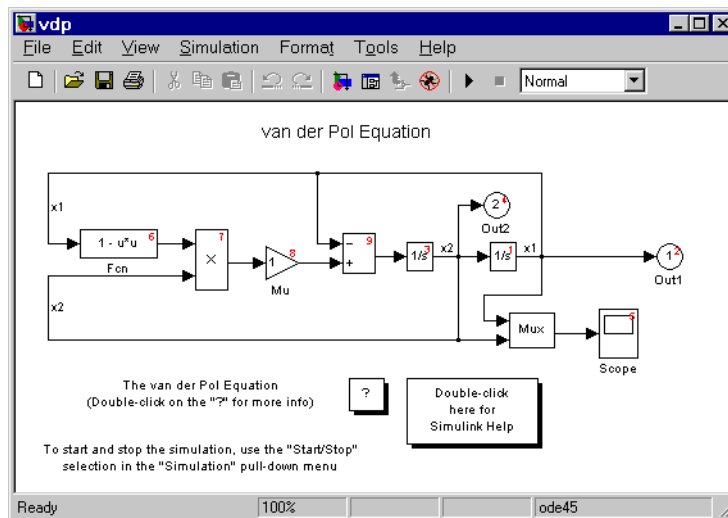 vdp
File Edit View Simulation Format Tools Help
Normal
van der Pol Equation
x1
1 - u*u 6
Fcn
7
×
8
1
Mu
9
−
+
3
1/s
x2
2 4
Out2
1
1/s
x1
1 2
Out1
x2
Mux
5
Scope
The van der Pol Equation
(Double-click on the "?" for more info)
?
Double-click
here for
Simulink Help
To start and stop the simulation, use the "Start/Stop"
selection in the "Simulation" pull-down menu
Ready 100% ode45